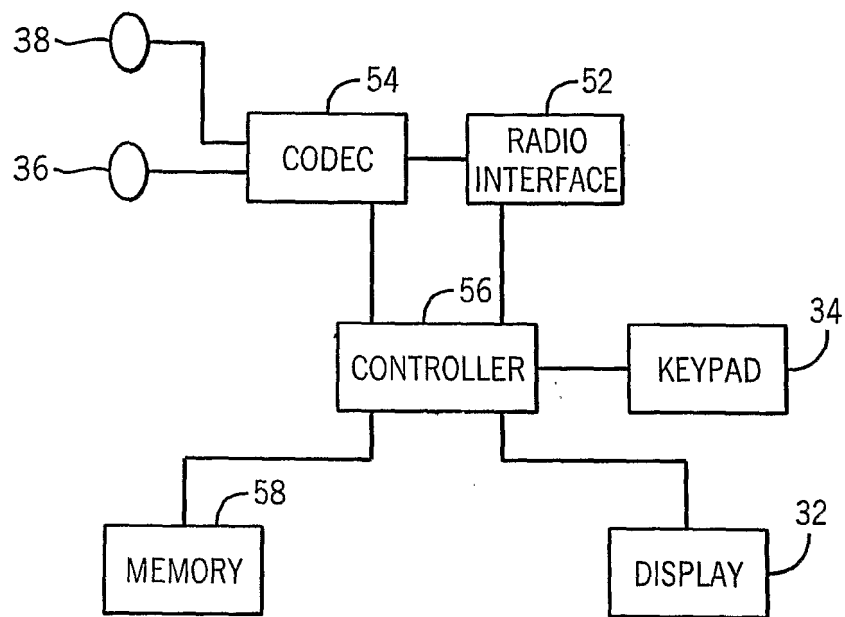 38
54
52
CODEC
RADIO
INTERFACE
36
56
34
CONTROLLER
KEYPAD
58
32
MEMORY
DISPLAY